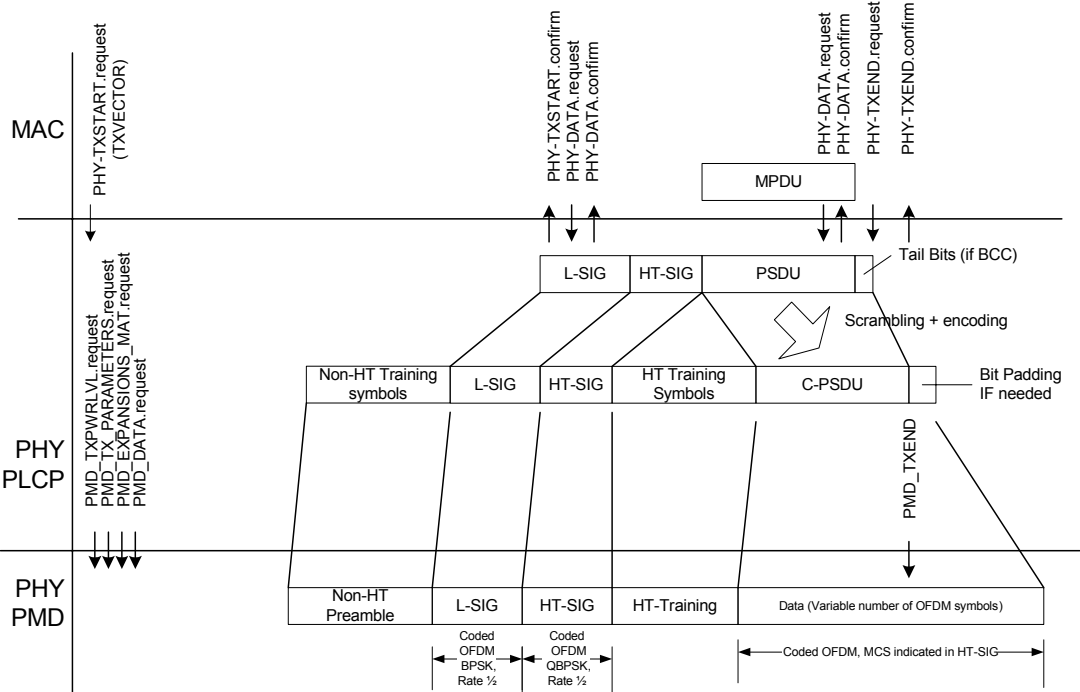 PHY-TXSTART.request
(TXVECTOR)
PHY-TXSTART.confirm
PHY-DATA.request
PHY-DATA.confirm
PHY-DATA.request
PHY-DATA.confirm
PHY-TXEND.request
PHY-TXEND.confirm
MAC
MPDU
L-SIG
HT-SIG
PSDU
Tail Bits (if BCC)
Scrambling + encoding
PMD_TXPWRLVL.request
PMD_TX_PARAMETERS.request
PMD_EXPANSIONS_MAT.request
PMD_DATA.request
Non-HT Training
symbols
L-SIG
HT-SIG
HT Training
Symbols
C-PSDU
Bit Padding
IF needed
PHY
PLCP
PMD_TXEND
PHY
PMD
Non-HT
Preamble
L-SIG
HT-SIG
HT-Training
Data (Variable number of OFDM symbols)
Coded
OFDM
BPSK,
Rate ½
Coded
OFDM
QBPSK,
Rate ½
Coded OFDM, MCS indicated in HT-SIG